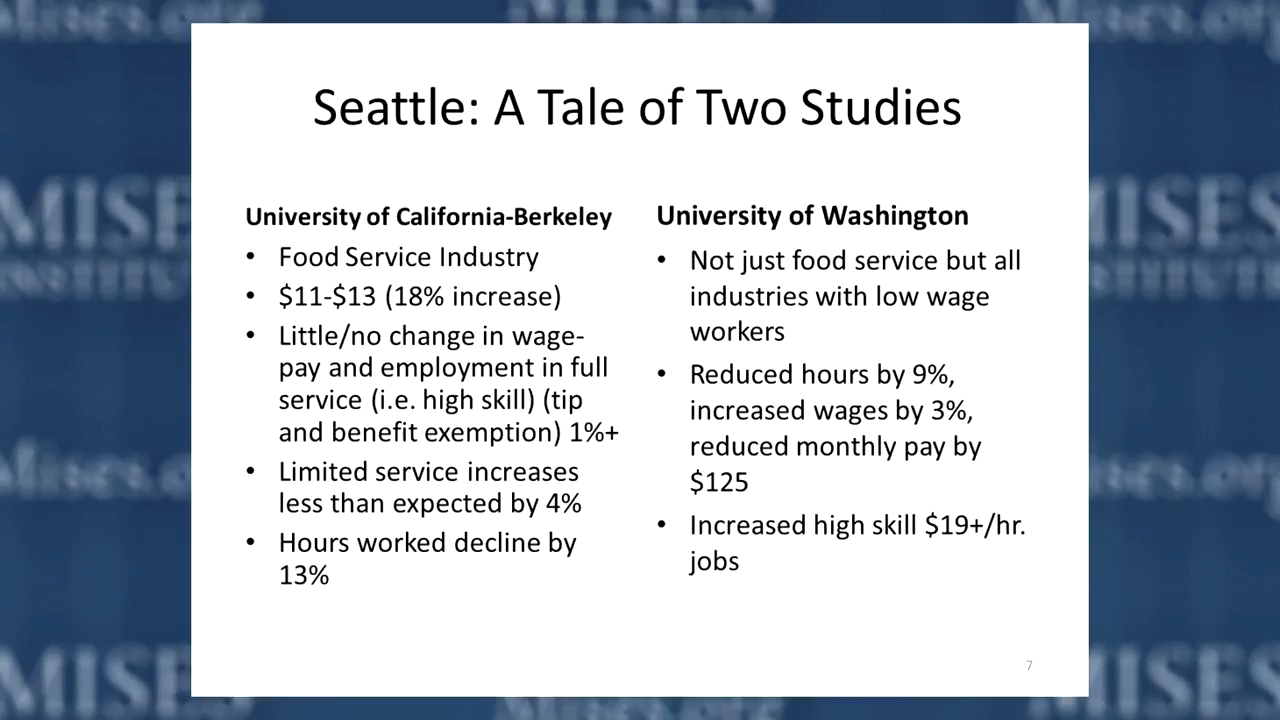 Seattle: A Tale of Two Studies
University of California-Berkeley
• Food Service Industry
• $11-$13 (18% increase)
• Little/no change in wage-
pay and employment in full
service (i.e. high skill) (tip
and benefit exemption) 1%+
• Limited service increases
less than expected by 4%
• Hours worked decline by
13%
University of Washington
• Not just food service but all
industries with low wage
workers
• Reduced hours by 9%,
increased wages by 3%,
reduced monthly pay by
$125
• Increased high skill $19+/hr.
jobs
7